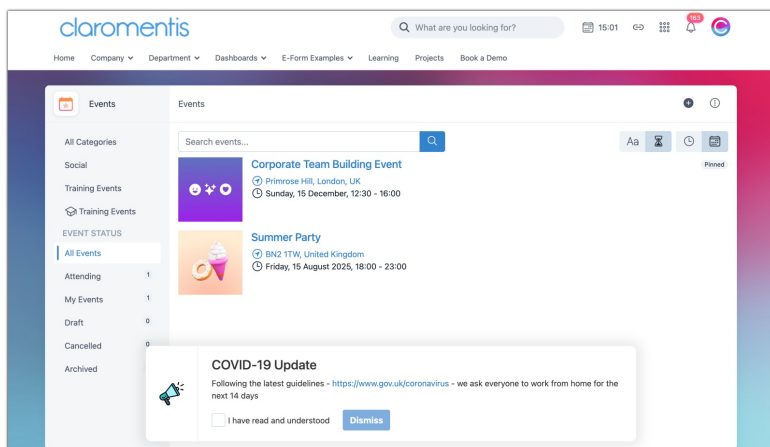 claromentis
What are you looking for?
15:01
163
Home Company Department Dashboards E-Form Examples Learning Projects Book a Demo
Events
Events
All Categories
Social
Training Events
Training Events
EVENT STATUS
All Events
Attending 1
My Events 1
Draft 0
Cancelled 0
Archived
Search events...
Aa
Corporate Team Building Event
Pinned
Primrose Hill, London, UK
Sunday, 15 December, 12:30 - 16:00
Summer Party
BN2 1TW, United Kingdom
Friday, 15 August 2025, 18:00 - 23:00
COVID-19 Update
Following the latest guidelines - https://www.gov.uk/coronavirus - we ask everyone to work from home for the
next 14 days
I have read and understood
Dismiss